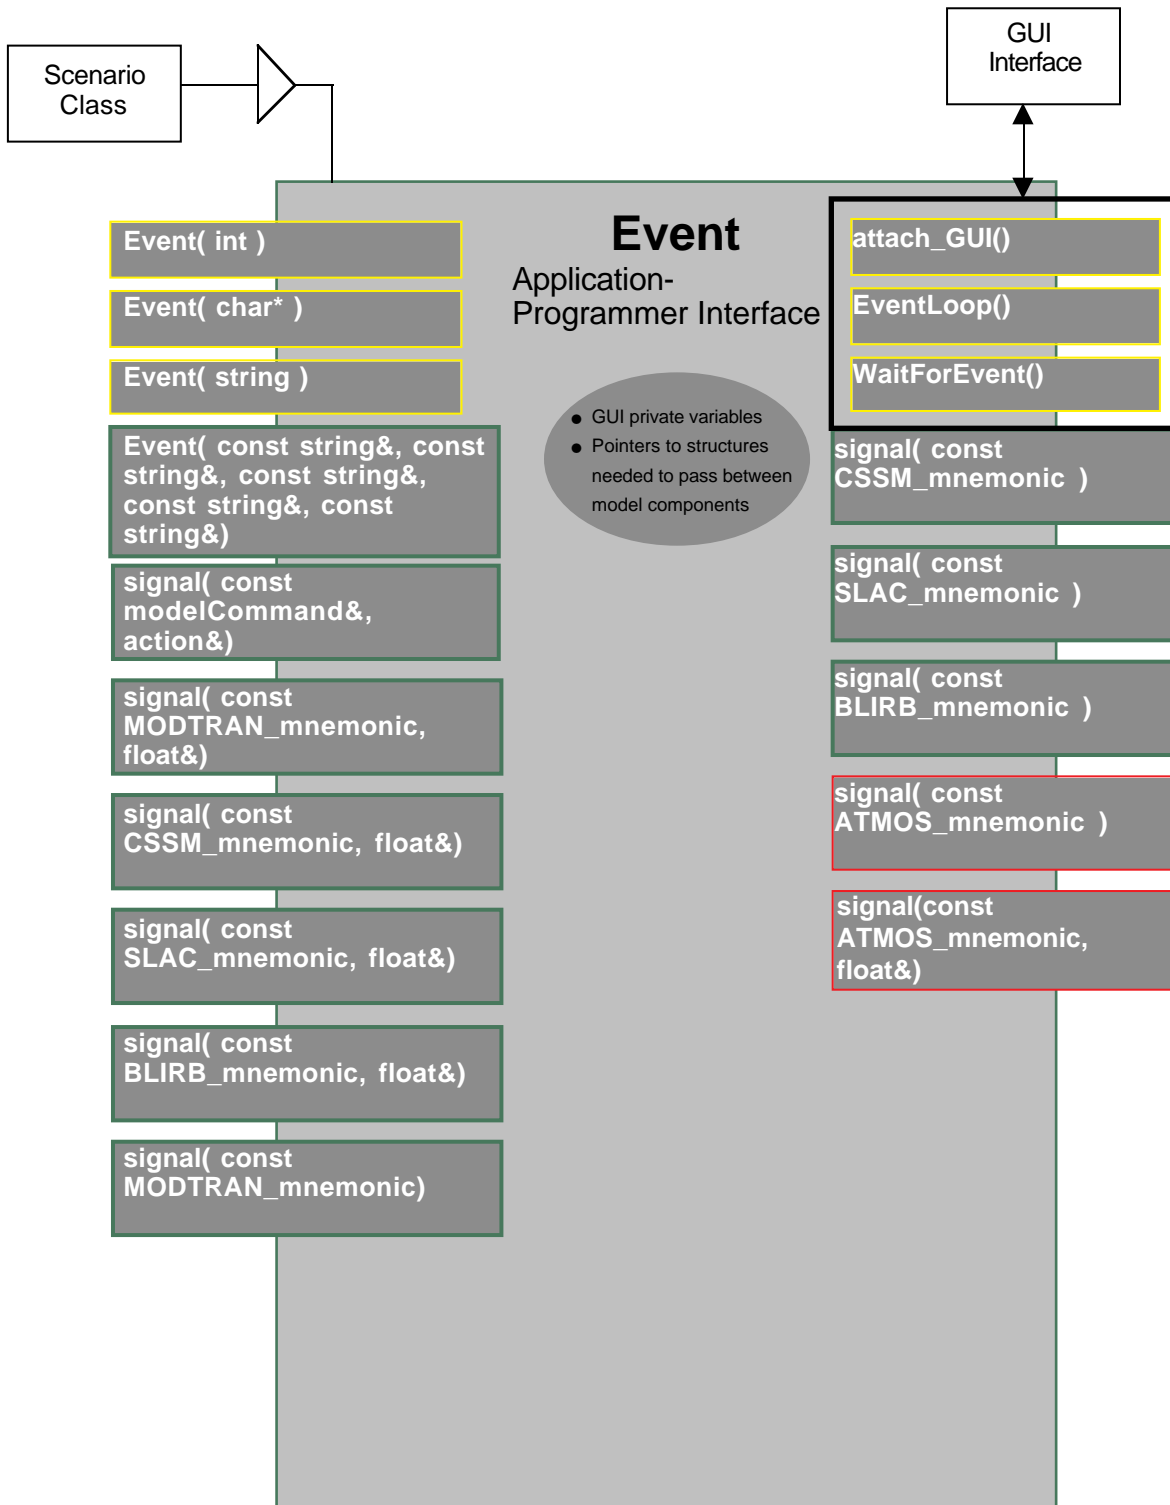 Scenario
Class
GUI
Interface
Event
Application-
Programmer Interface
● GUI private variables
● Pointers to structures
needed to pass between
model components
Event( int )
Event( char* )
Event( string )
Event( const string&, const
string&, const string&,
const string&, const
string&)
signal( const
modelCommand&,
action&)
signal( const
MODTRAN_mnemonic,
float&)
signal( const
CSSM_mnemonic, float&)
signal( const
SLAC_mnemonic, float&)
signal( const
BLIRB_mnemonic, float&)
signal( const
MODTRAN_mnemonic)
attach_GUI()
EventLoop()
WaitForEvent()
signal( const
CSSM_mnemonic )
signal( const
SLAC_mnemonic )
signal( const
BLIRB_mnemonic )
signal( const
ATMOS_mnemonic )
signal(const
ATMOS_mnemonic,
float&)